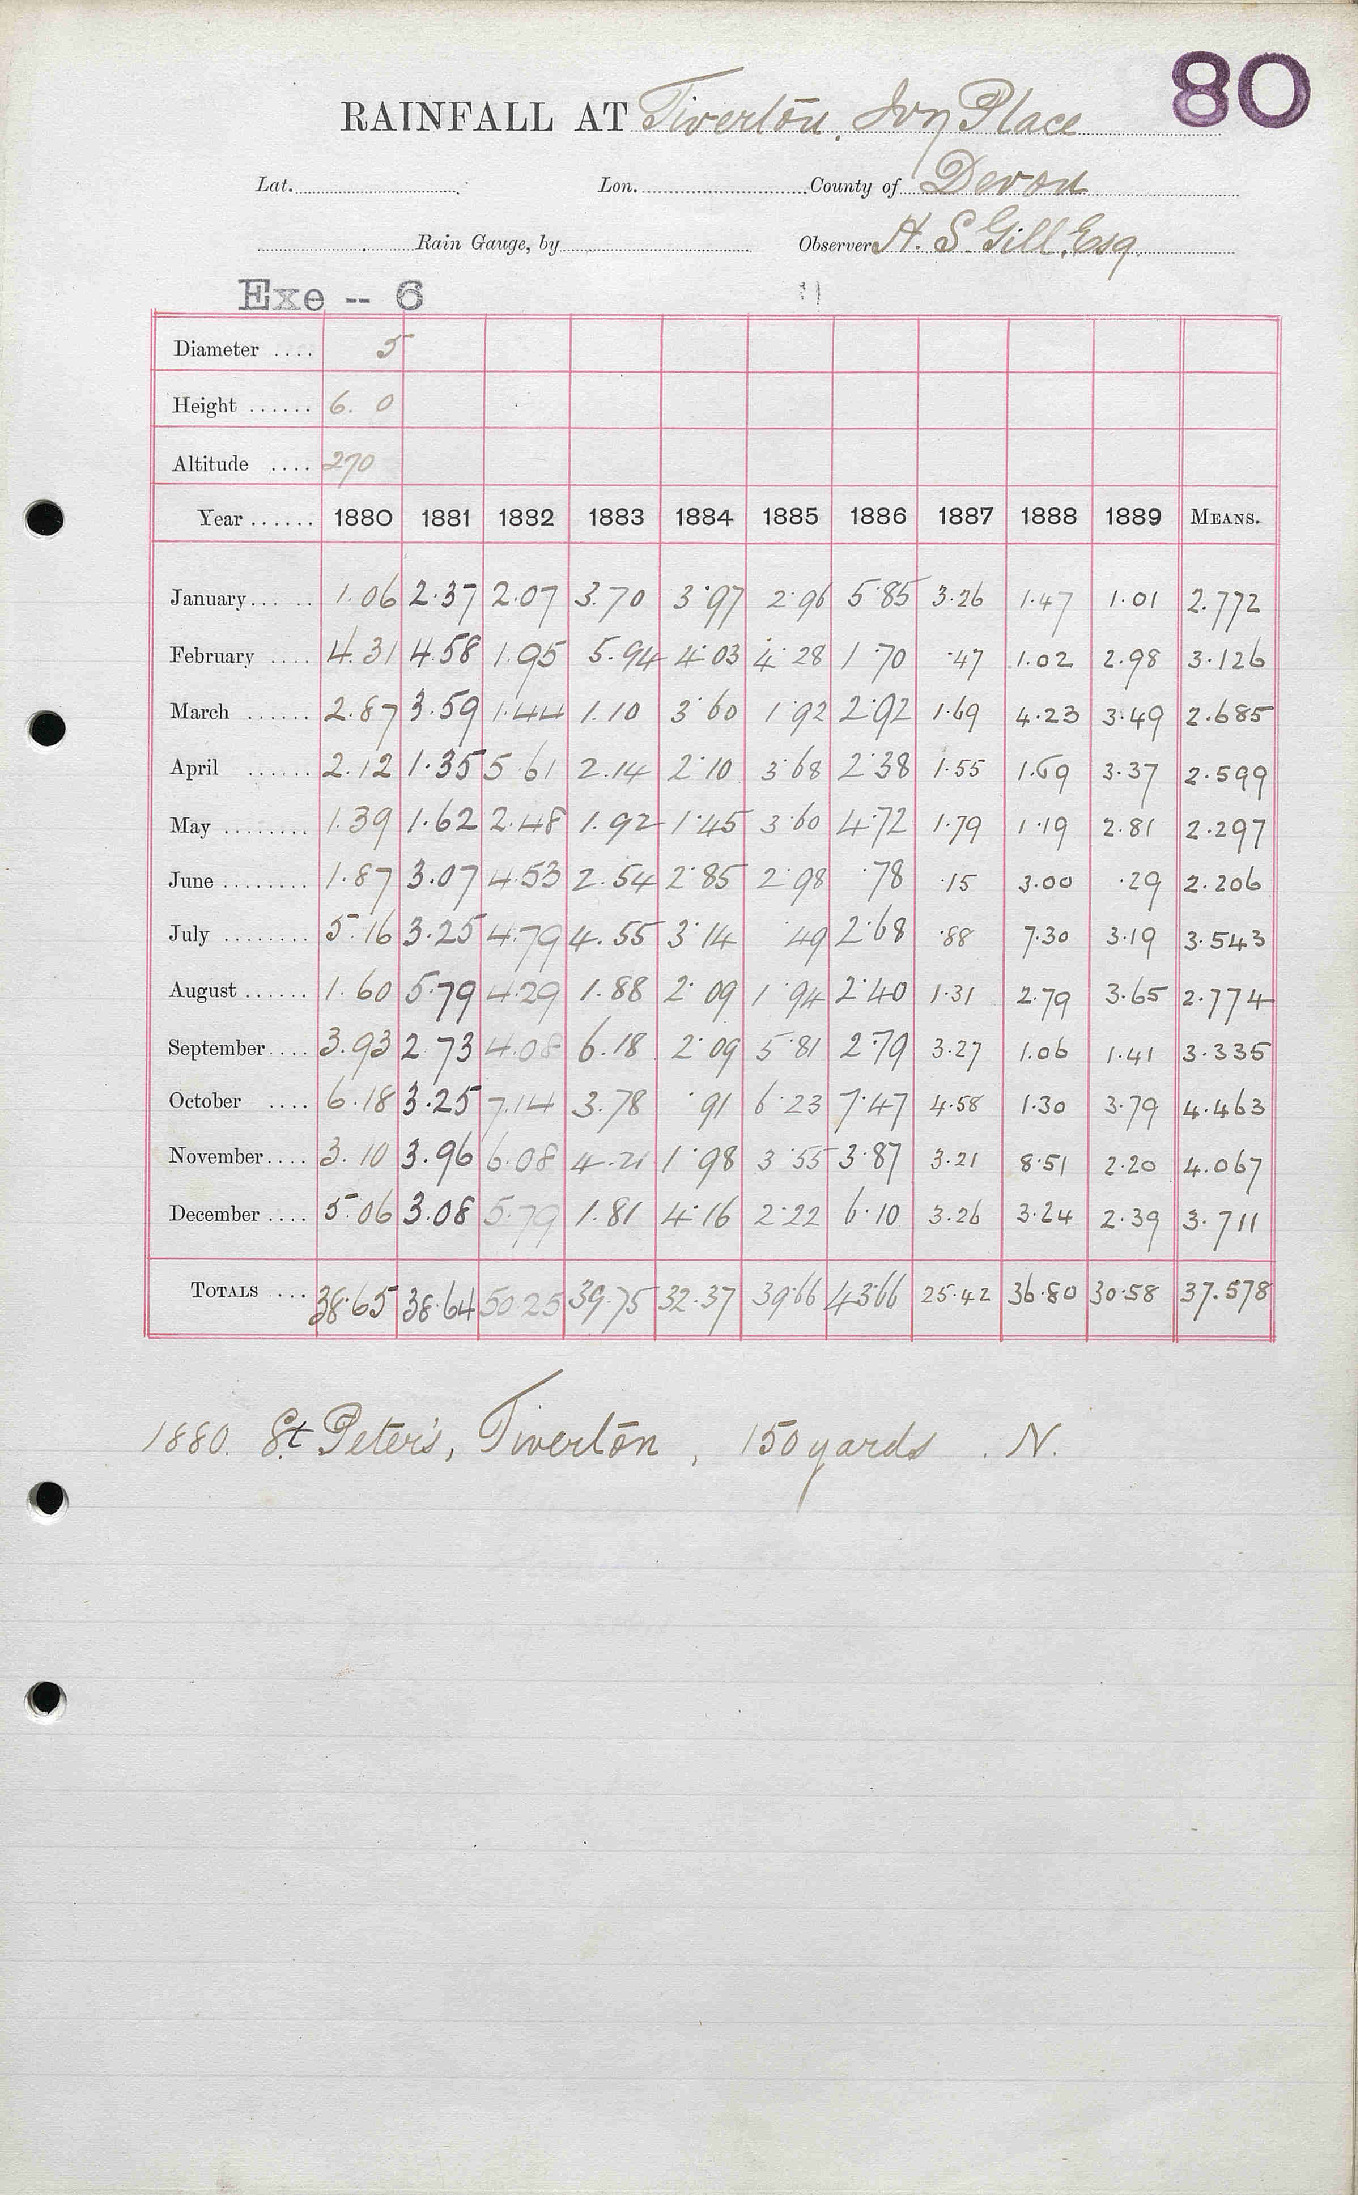 80
RAINFALL AT Tiverton, Ivy Place
Lat. Lon. County of Devon
Rain Gauge, by Observer H. S. Gill, Esq.
Exe -- 6
Diameter .... 5
Height ...... 6. 0
Altitude .... 270
Year ...... 1880 1881 1882 1883 1884 1885 1886 1887 1888 1889 MEANS.
January ...... 1.06 2.37 2.07 3.70 3.97 2.96 5.85 3.26 1.47 1.01 2.772
February .... 4.31 4.58 1.95 5.94 4.03 4.28 1.70 .47 1.02 2.98 3.126
March ...... 2.87 3.59 1.44 1.10 3.60 1.92 2.92 1.69 4.23 3.49 2.685
April ...... 2.12 1.35 5.61 2.14 2.10 3.68 2.38 1.55 1.69 3.37 2.599
May ........ 1.39 1.62 2.48 1.92 1.45 3.60 4.72 1.79 1.19 2.81 2.297
June ........ 1.87 3.07 4.53 2.54 2.85 2.98 .78 .15 3.00 .29 2.206
July ........ 5.16 3.25 4.79 4.55 3.14 .49 2.68 .88 7.30 3.19 3.543
August ...... 1.60 5.79 4.29 1.88 2.09 1.94 2.40 1.31 2.79 3.65 2.774
September .... 3.93 2.73 4.08 6.18 2.09 5.81 2.79 3.27 1.06 1.41 3.335
October .... 6.18 3.25 7.14 3.78 .91 6.23 7.47 4.58 1.30 3.79 4.463
November .... 3.10 3.96 6.08 4.21 1.98 3.55 3.87 3.21 8.51 2.20 4.067
December .... 5.06 3.08 5.79 1.81 4.16 2.22 6.10 3.26 3.24 2.39 3.711
TOTALS ... 38.65 38.64 50.25 39.75 32.37 39.66 43.66 25.42 36.80 30.58 37.578
1880. St Peter's, Tiverton, 150 yards . N.